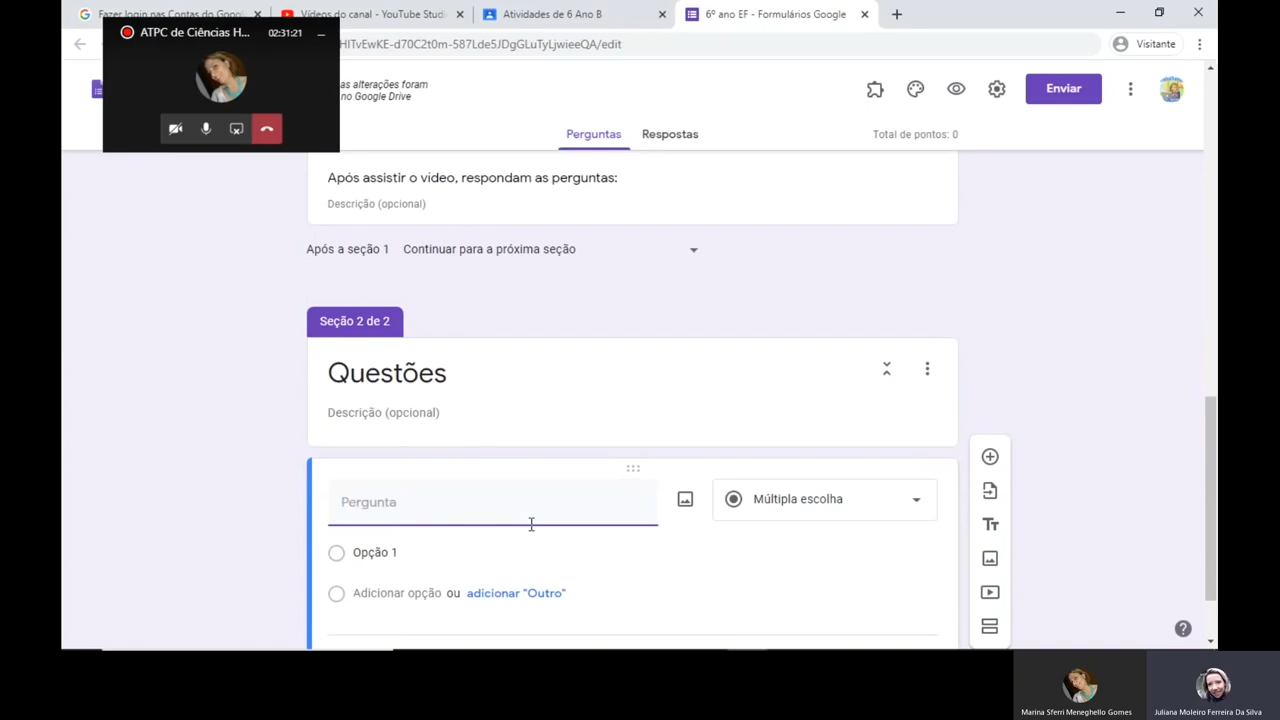 Fazer login nas Contas do Googl
Vídeos do canal - YouTube Studi
Atividades de 6 Ano B
6º ano EF - Formulários Google
ATPC de Ciências H...
02:31:21
HITvEwKE-d70C2t0m-587Lde5JDgGLuTyLjwieeQA/edit
Visitante
as alterações foram
no Google Drive
Enviar
Perguntas
Respostas
Total de pontos: 0
Após assistir o video, respondam as perguntas:
Descrição (opcional)
Após a seção 1 Continuar para a próxima seção
Seção 2 de 2
Questões
Descrição (opcional)
Pergunta
Múltipla escolha
Opção 1
Adicionar opção ou adicionar "Outro"
Marina Sferri Meneghello Gomes
Juliana Moleiro Ferreira Da Silva